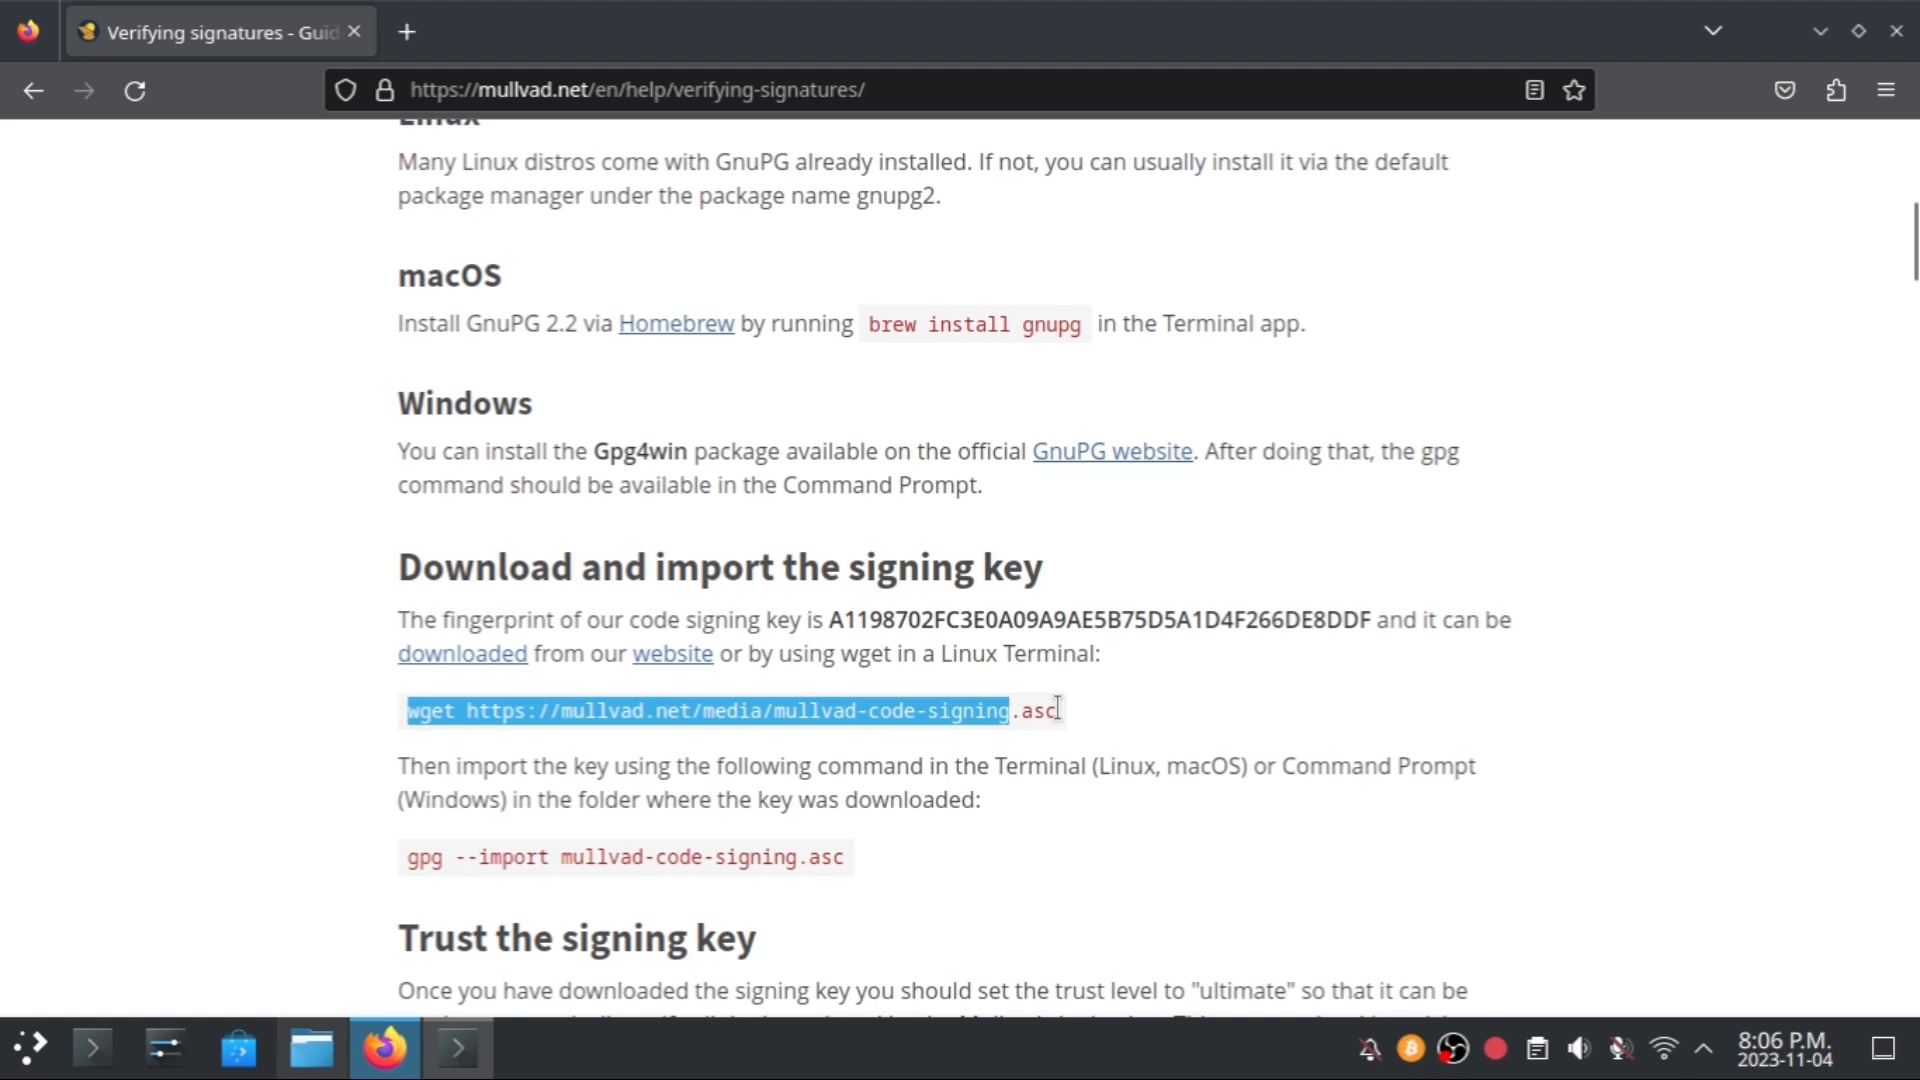 Verifying signatures - Guid
https://mullvad.net/en/help/verifying-signatures/
Linux
Many Linux distros come with GnuPG already installed. If not, you can usually install it via the default
package manager under the package name gnupg2.
macOS
Install GnuPG 2.2 via Homebrew by running brew install gnupg in the Terminal app.
Windows
You can install the Gpg4win package available on the official GnuPG website. After doing that, the gpg
command should be available in the Command Prompt.
Download and import the signing key
The fingerprint of our code signing key is A1198702FC3E0A09A9AE5B75D5A1D4F266DE8DDF and it can be
downloaded from our website or by using wget in a Linux Terminal:
wget https://mullvad.net/media/mullvad-code-signing.asc
Then import the key using the following command in the Terminal (Linux, macOS) or Command Prompt
(Windows) in the folder where the key was downloaded:
gpg --import mullvad-code-signing.asc
Trust the signing key
Once you have downloaded the signing key you should set the trust level to "ultimate" so that it can be
8:06 P.M.
2023-11-04